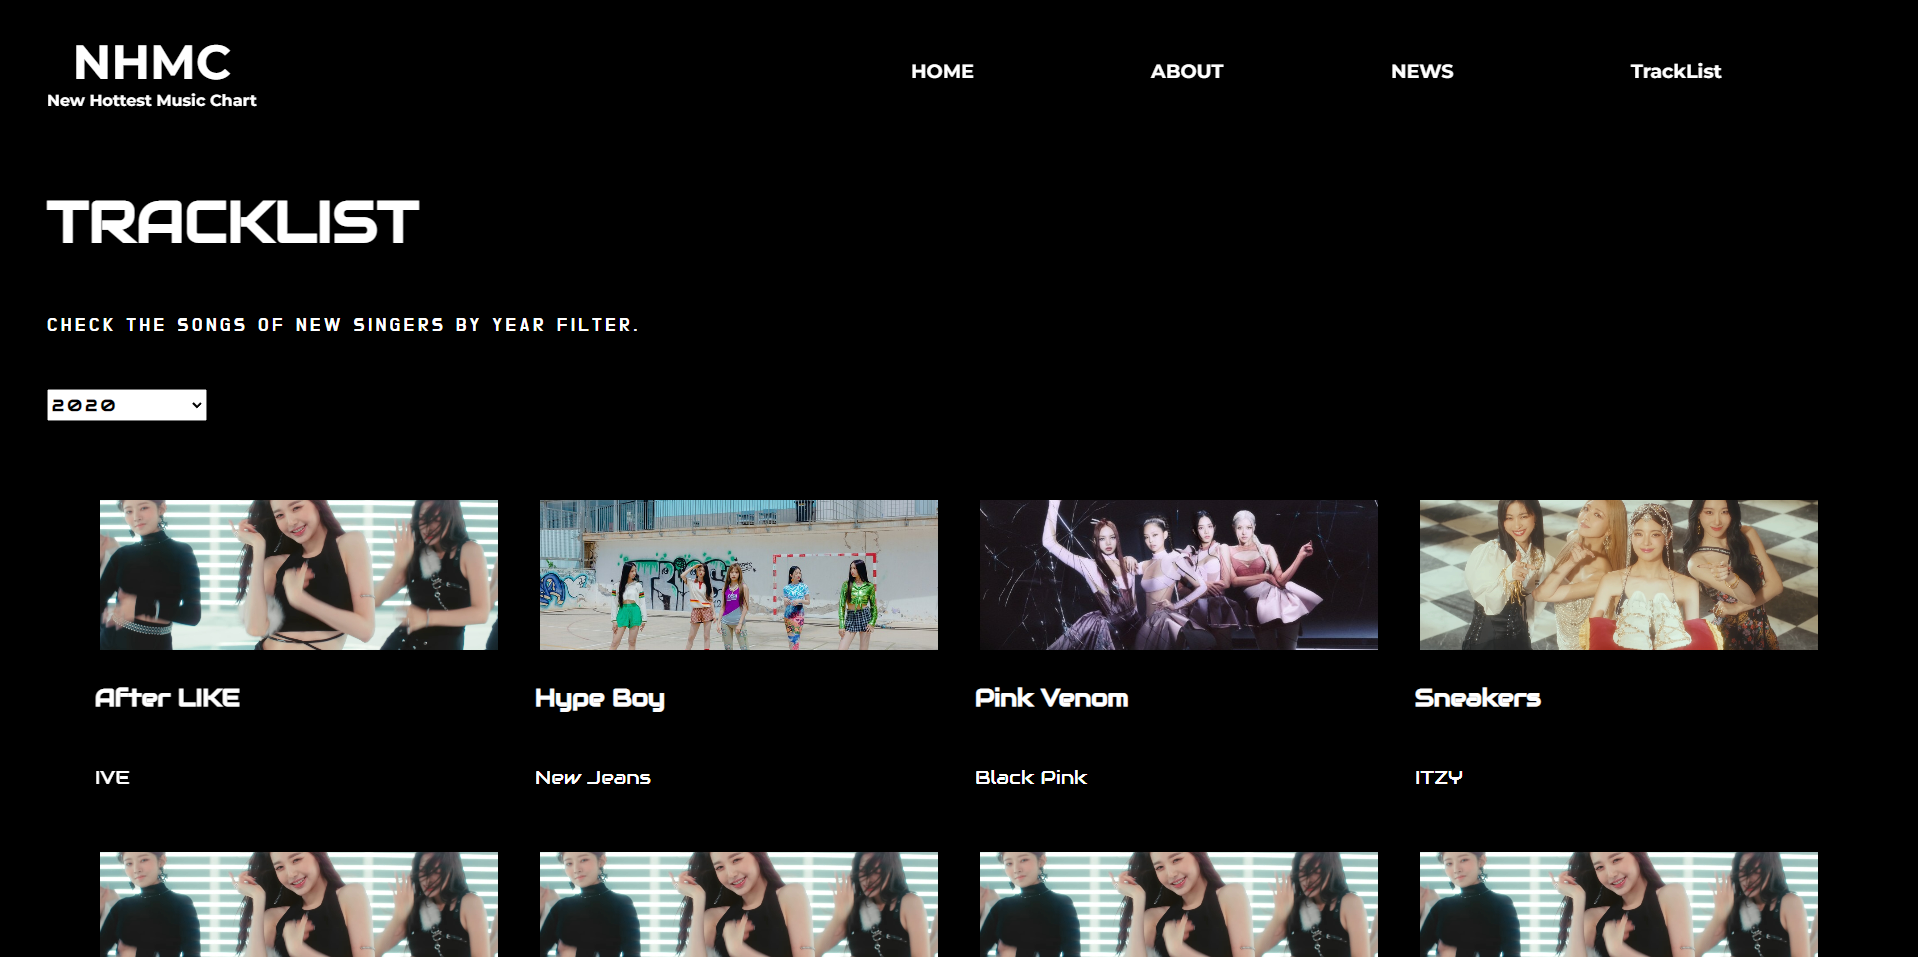 NHMC
New Hottest Music Chart
HOME
ABOUT
NEWS
TrackList
TRACKLIST
CHECK THE SONGS OF NEW SINGERS BY YEAR FILTER.
2020
After LIKE
Hype Boy
Pink Venom
Sneakers
IVE
New Jeans
Black Pink
ITZY